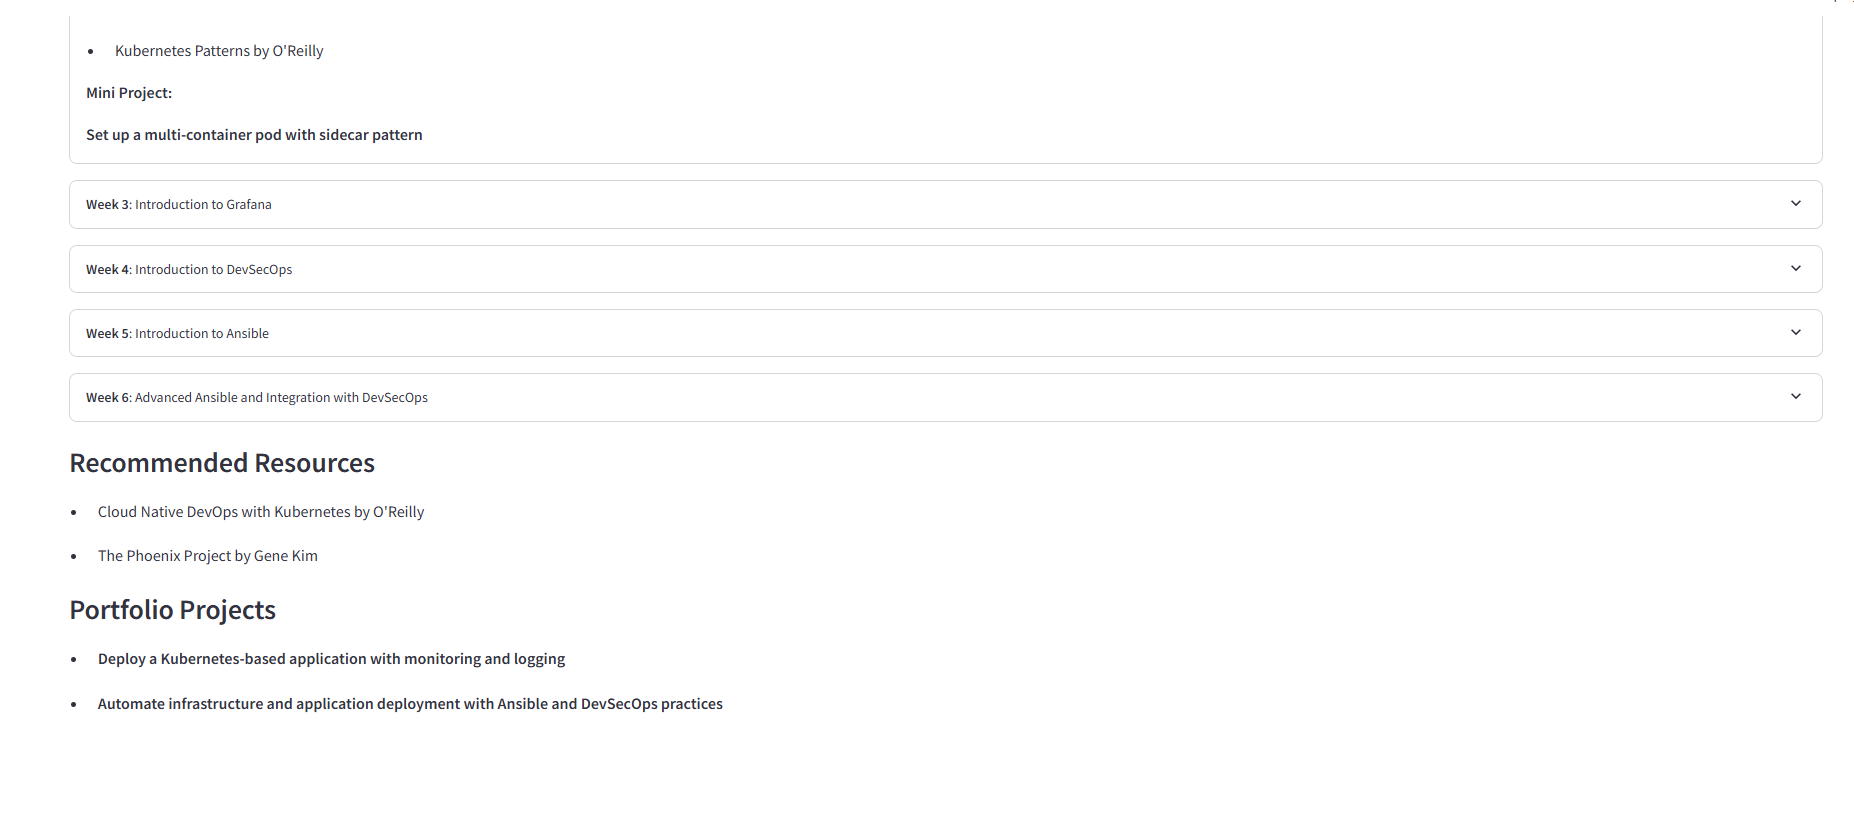 • Kubernetes Patterns by O'Reilly
Mini Project:
Set up a multi-container pod with sidecar pattern
Week 3: Introduction to Grafana
Week 4: Introduction to DevSecOps
Week 5: Introduction to Ansible
Week 6: Advanced Ansible and Integration with DevSecOps
Recommended Resources
• Cloud Native DevOps with Kubernetes by O'Reilly
• The Phoenix Project by Gene Kim
Portfolio Projects
• Deploy a Kubernetes-based application with monitoring and logging
• Automate infrastructure and application deployment with Ansible and DevSecOps practices